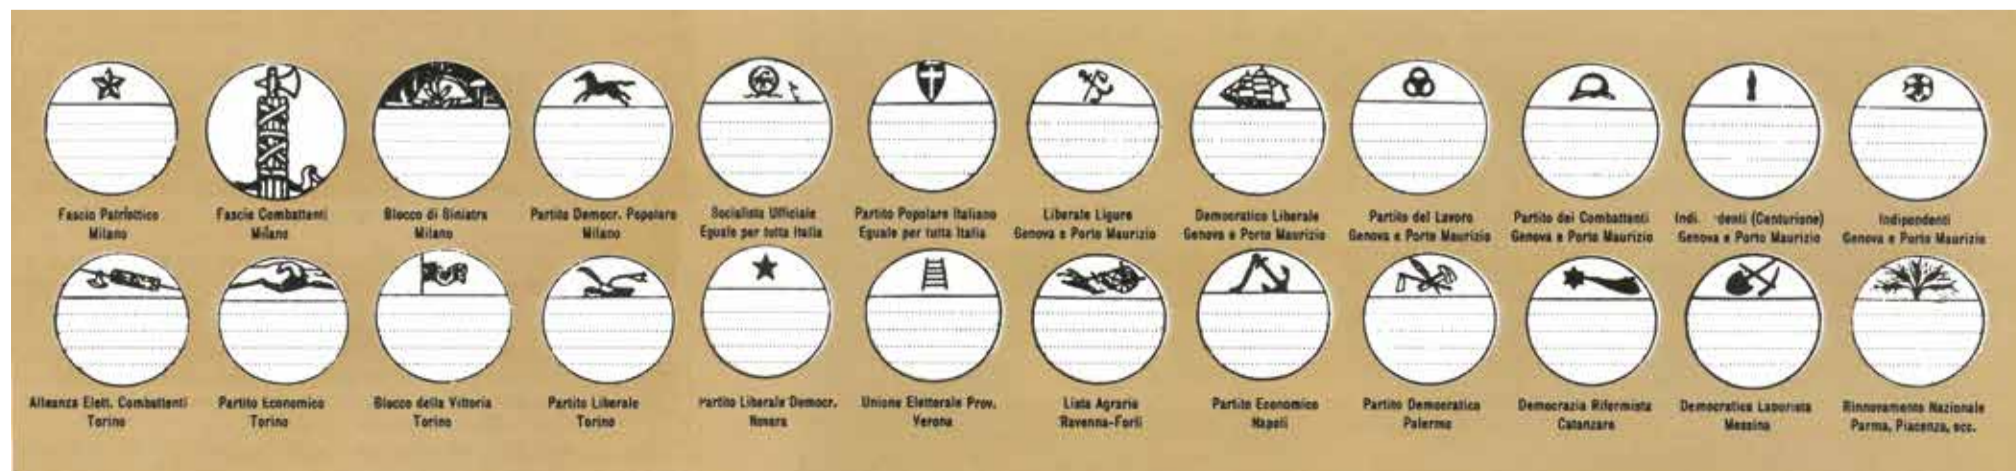 Fascio Patriottico
Milano
Fascio Combattenti
Milano
Blocco di Sinistra
Milano
Partito Democr. Popolare
Milano
Socialista Ufficiale
Eguale per tutta Italia
Partito Popolare Italiano
Eguale per tutta Italia
Liberale Ligure
Genova e Porto Maurizio
Democratico Liberale
Genova e Porto Maurizio
Partito del Lavoro
Genova e Porto Maurizio
Partito dei Combattenti
Genova e Porto Maurizio
Indi. denti (Centurione)
Genova e Porto Maurizio
Indipendenti
Genova e Porto Maurizio
Alleanza Elett. Combattenti
Torino
Partito Economico
Torino
Blocco della Vittoria
Torino
Partito Liberale
Torino
Partito Liberale Democr.
Novara
Unione Elettorale Prov.
Verona
Lista Agraria
Ravenna-Forlì
Partito Economico
Napoli
Partito Democratico
Palermo
Democrazia Riformista
Catanzaro
Democratica Laburista
Messina
Rinnovamento Nazionale
Parma, Piacenza, ecc.